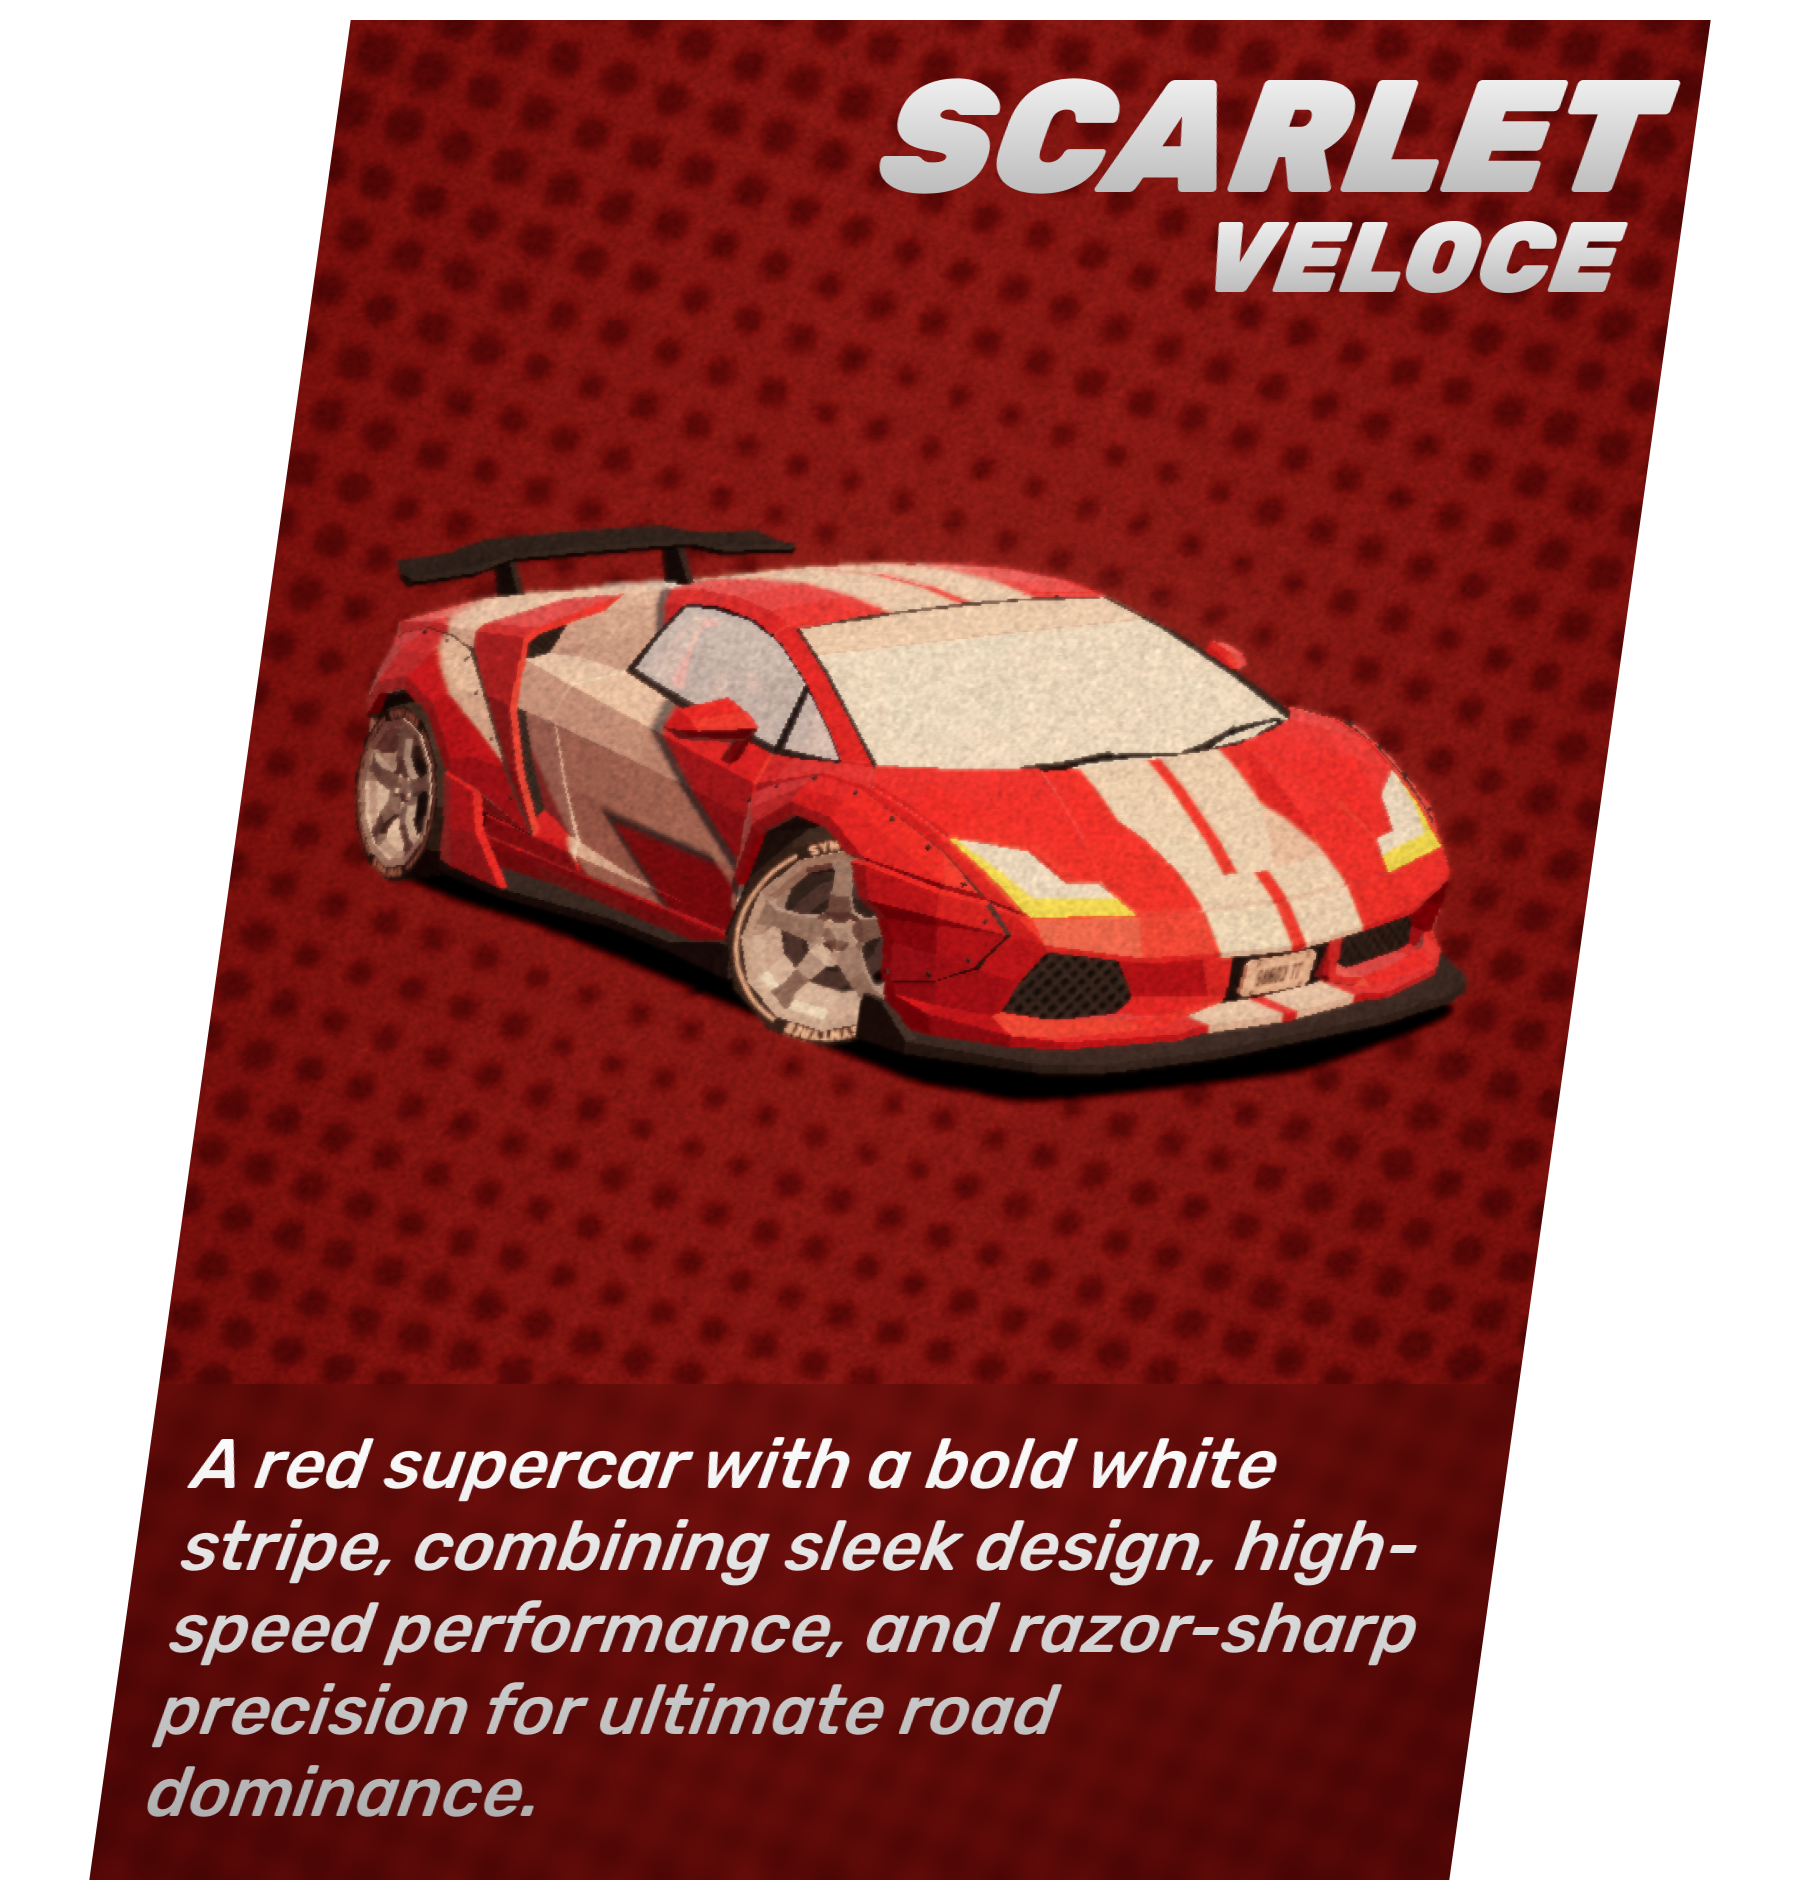 SCARLET
VELOCE
A red supercar with a bold white
stripe, combining sleek design, high-
speed performance, and razor-sharp
precision for ultimate road
dominance.